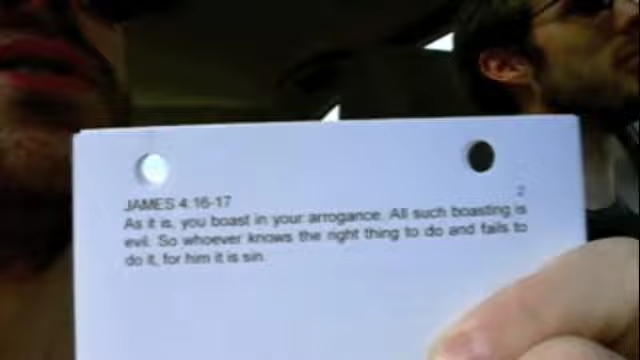 2
JAMES 4:16-17
As it is, you boast in your arrogance. All such boasting is
evil. So whoever knows the right thing to do and fails to
do it, for him it is sin.